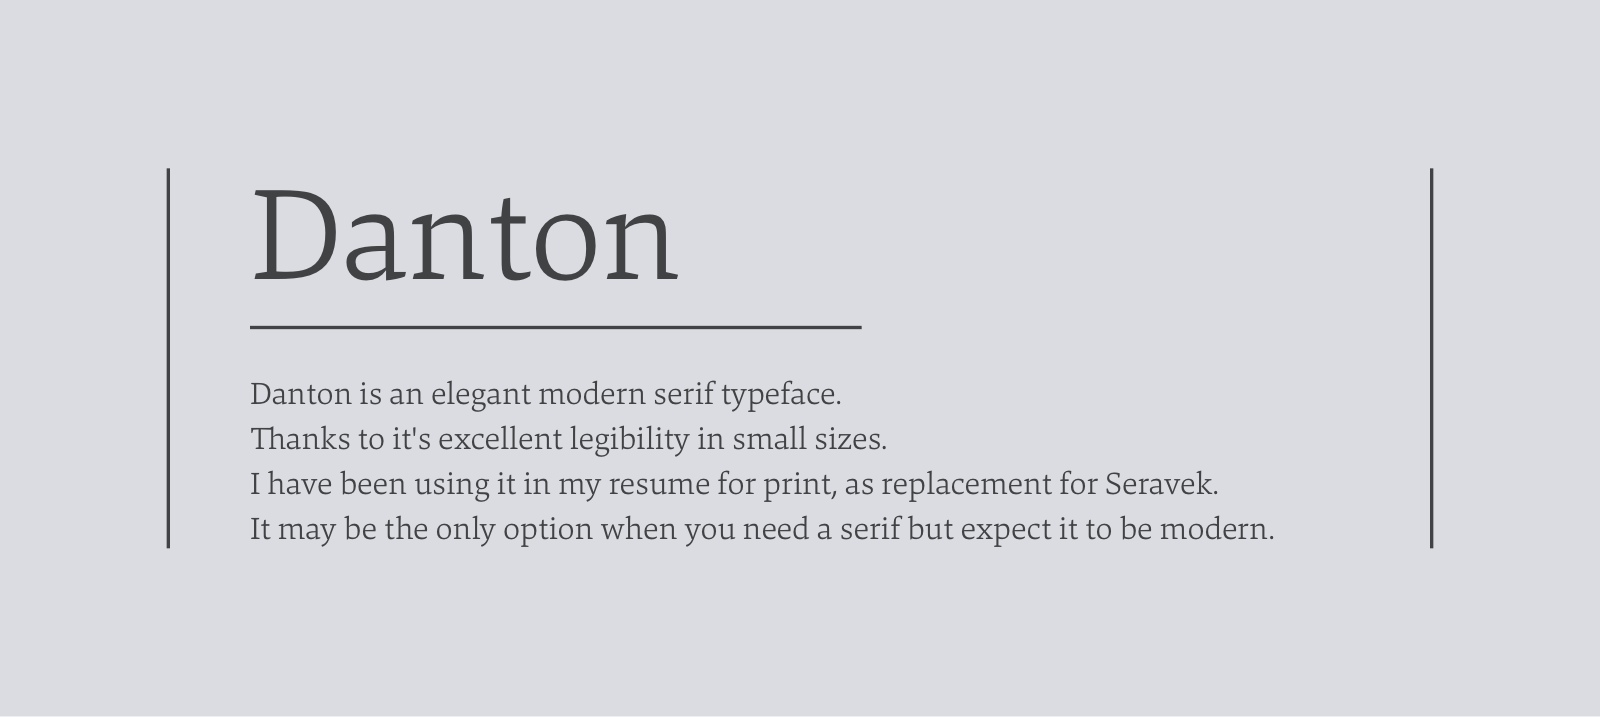 Danton
Danton is an elegant modern serif typeface.
Thanks to it's excellent legibility in small sizes.
I have been using it in my resume for print, as replacement for Seravek.
It may be the only option when you need a serif but expect it to be modern.